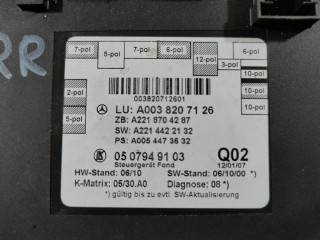 7-pol
5-pol
7-pol
6-pol
12-pol
6-pol
3-pol
10-pol
10-pol
10-pol
2-pol
5-pol
RR
003820712601
LU: A003 820 71 26
ZB: A221 870 42 87
SW: A221 442 21 32
PS: A005 447 36 32
05 0794 91 03
Steuergerät Fond
Q02
12/01/07
HW-Stand: 06/10 SW-Stand: 06/10/00 *)
K-Matrix: 05/30.A0 Diagnose: 08 *)
*) gültig bis zu evtl. SW-Aktualisierung